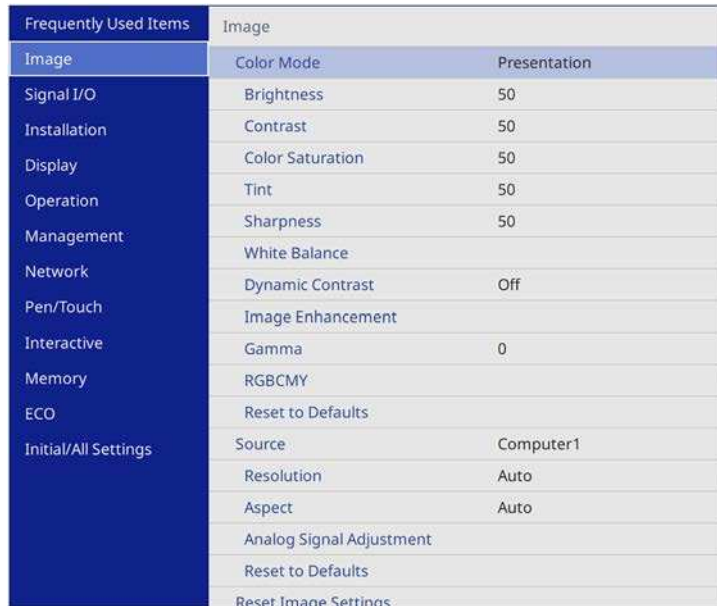 Frequently Used Items
Image
Signal I/O
Installation
Display
Operation
Management
Network
Pen/Touch
Interactive
Memory
ECO
Initial/All Settings
Image
Color Mode Presentation
Brightness 50
Contrast 50
Color Saturation 50
Tint 50
Sharpness 50
White Balance
Dynamic Contrast Off
Image Enhancement
Gamma 0
RGBCMY
Reset to Defaults
Source Computer1
Resolution Auto
Aspect Auto
Analog Signal Adjustment
Reset to Defaults
Reset Image Settings